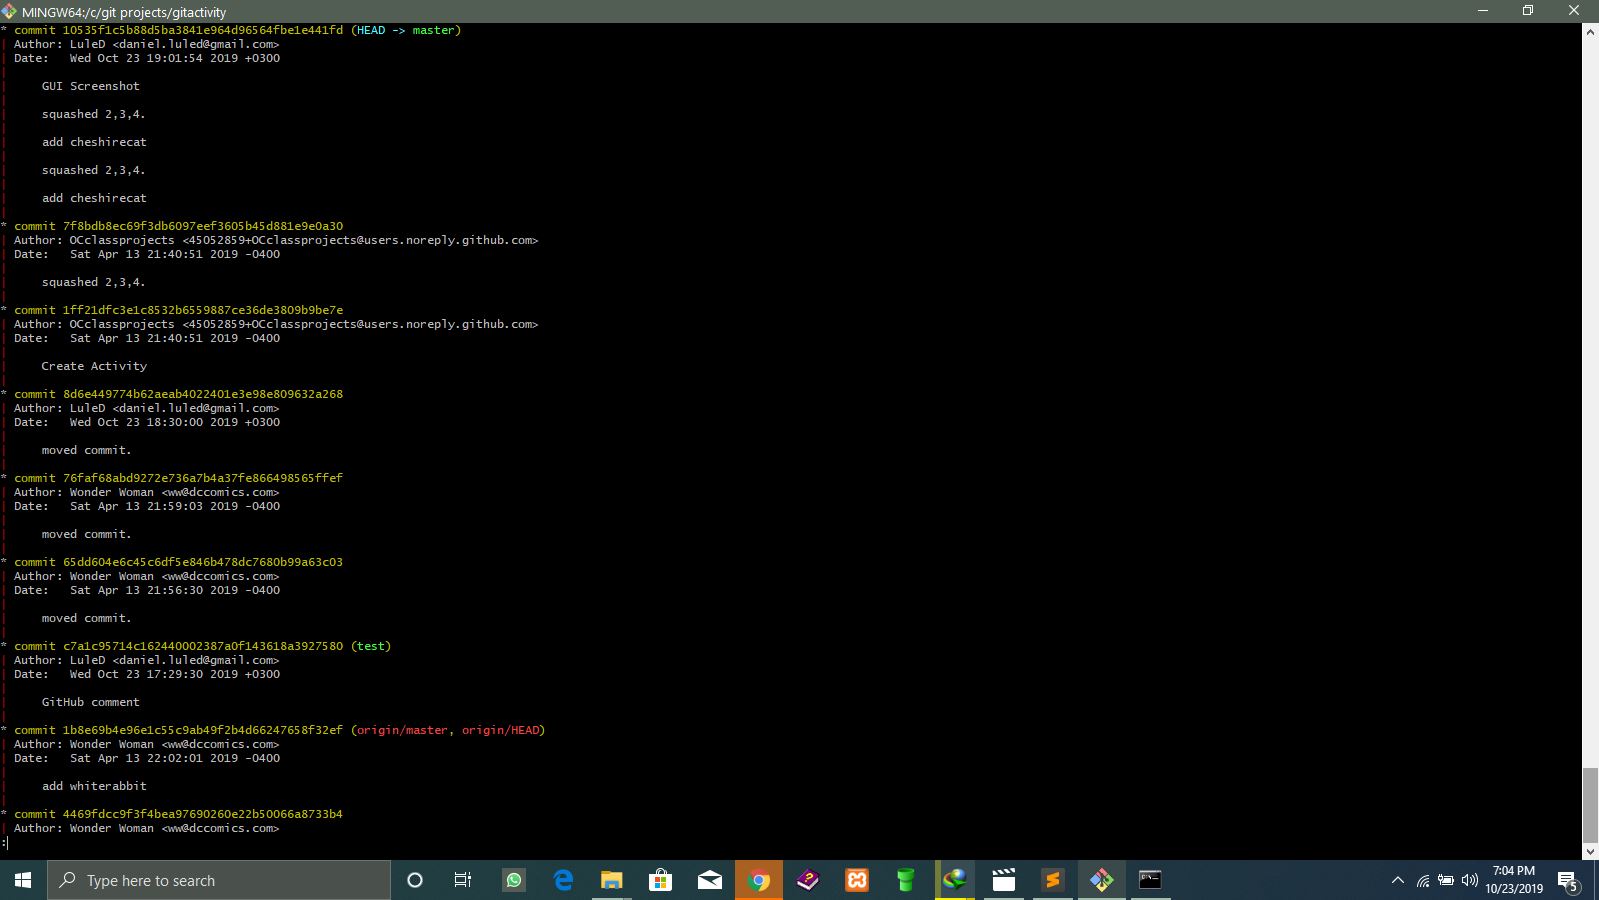 MINGW64:/c/git projects/gitactivity
* commit 10535f1c5b88d5ba3841e964d96564fbe1e441fd (HEAD -> master)
| Author: LuleD <daniel.luled@gmail.com>
| Date:   Wed Oct 23 19:01:54 2019 +0300
|
|     GUI Screenshot
|
|     squashed 2,3,4.
|
|     add cheshirecat
|
|     squashed 2,3,4.
|
|     add cheshirecat
|
* commit 7f8bdb8ec69f3db6097eef3605b45d881e9e0a30
| Author: OCclassprojects <45052859+OCclassprojects@users.noreply.github.com>
| Date:   Sat Apr 13 21:40:51 2019 -0400
|
|     squashed 2,3,4.
|
* commit 1ff21dfc3e1c8532b6559887ce36de3809b9be7e
| Author: OCclassprojects <45052859+OCclassprojects@users.noreply.github.com>
| Date:   Sat Apr 13 21:40:51 2019 -0400
|
|     Create Activity
|
* commit 8d6e449774b62aeab4022401e3e98e809632a268
| Author: LuleD <daniel.luled@gmail.com>
| Date:   Wed Oct 23 18:30:00 2019 +0300
|
|     moved commit.
|
* commit 76faf68abd9272e736a7b4a37fe866498565ffef
| Author: Wonder Woman <ww@dccomics.com>
| Date:   Sat Apr 13 21:59:03 2019 -0400
|
|     moved commit.
|
* commit 65dd604e6c45c6df5e846b478dc7680b99a63c03
| Author: Wonder Woman <ww@dccomics.com>
| Date:   Sat Apr 13 21:56:30 2019 -0400
|
|     moved commit.
|
* commit c7a1c95714c162440002387a0f143618a3927580 (test)
| Author: LuleD <daniel.luled@gmail.com>
| Date:   Wed Oct 23 17:29:30 2019 +0300
|
|     GitHub comment
|
* commit 1b8e69b4e96e1c55c9ab49f2b4d66247658f32ef (origin/master, origin/HEAD)
| Author: Wonder Woman <ww@dccomics.com>
| Date:   Sat Apr 13 22:02:01 2019 -0400
|
|     add whiterabbit
|
* commit 4469fdcc9f3f4bea97690260e22b50066a8733b4
| Author: Wonder Woman <ww@dccomics.com>
:
Type here to search
7:04 PM
10/23/2019
5